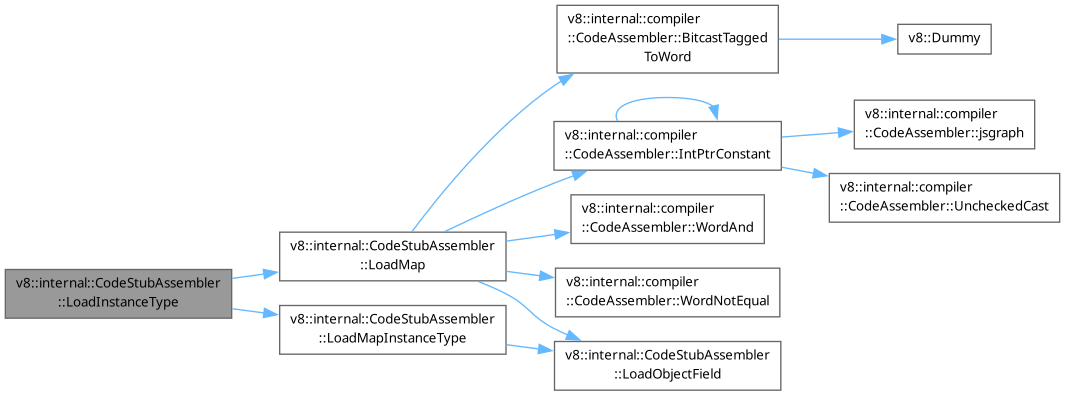 v8::internal::CodeStubAssembler
::LoadInstanceType
v8::internal::CodeStubAssembler
::LoadMap
v8::internal::CodeStubAssembler
::LoadMapInstanceType
v8::internal::compiler
::CodeAssembler::BitcastTagged
ToWord
v8::internal::compiler
::CodeAssembler::IntPtrConstant
v8::internal::compiler
::CodeAssembler::WordAnd
v8::internal::compiler
::CodeAssembler::WordNotEqual
v8::internal::CodeStubAssembler
::LoadObjectField
v8::Dummy
v8::internal::compiler
::CodeAssembler::jsgraph
v8::internal::compiler
::CodeAssembler::UncheckedCast